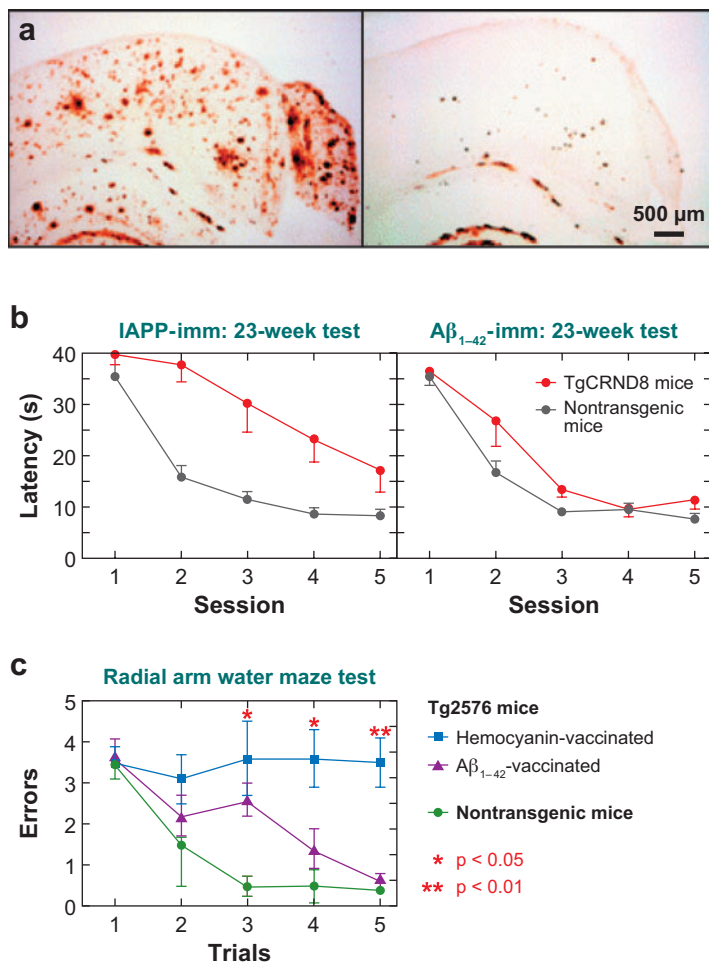 a
500 µm
b
IAPP-imm: 23-week test
Aβ₁₋₄₂-imm: 23-week test
40
30
20
10
0
Latency (s)
TgCRND8 mice
Nontransgenic
mice
1 2 3 4 5
1 2 3 4 5
Session
Session
c
Radial arm water maze test
5
4
3
2
1
0
Errors
*
*
**
1 2 3 4 5
Trials
Tg2576 mice
Hemocyanin-vaccinated
Aβ₁₋₄₂-vaccinated
Nontransgenic mice
* p < 0.05
** p < 0.01